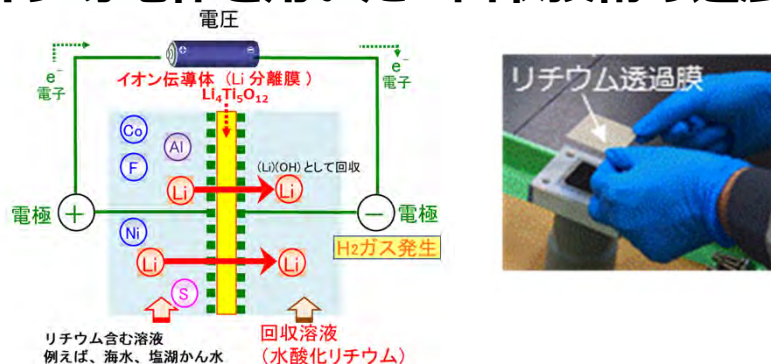 電圧
e⁻
電子
イオン伝導体（Li 分離膜）
Li₄Ti₅O₁₂
e⁻
電子
Co
Al
F
(Li)(OH)として回収
Li
Li
電極
+
−
電極
Ni
H₂ガス発生
Li
Li
S
リチウム含む溶液
例えば、海水、塩湖かん水
回収溶液
（水酸化リチウム）
リチウム透過膜